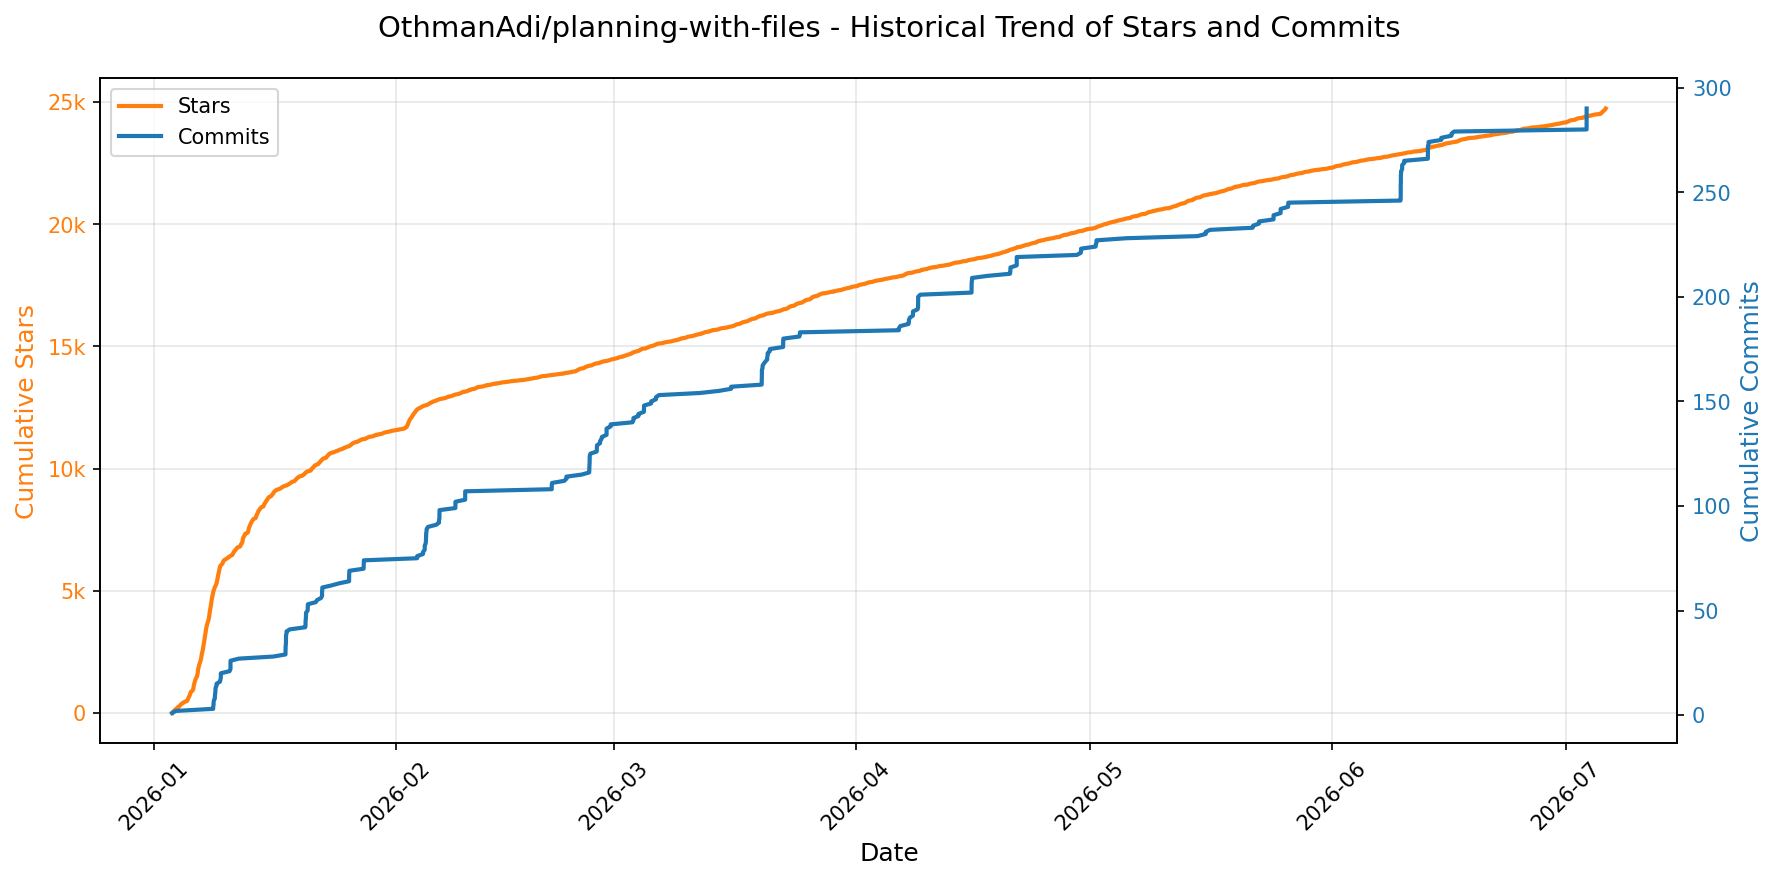 OthmanAdi/planning-with-files - Historical Trend of Stars and Commits
Stars
Commits
25k
20k
15k
10k
5k
0
Cumulative Stars
300
250
200
150
100
50
0
Cumulative Commits
2026-01
2026-02
2026-03
2026-04
2026-05
2026-06
2026-07
Date